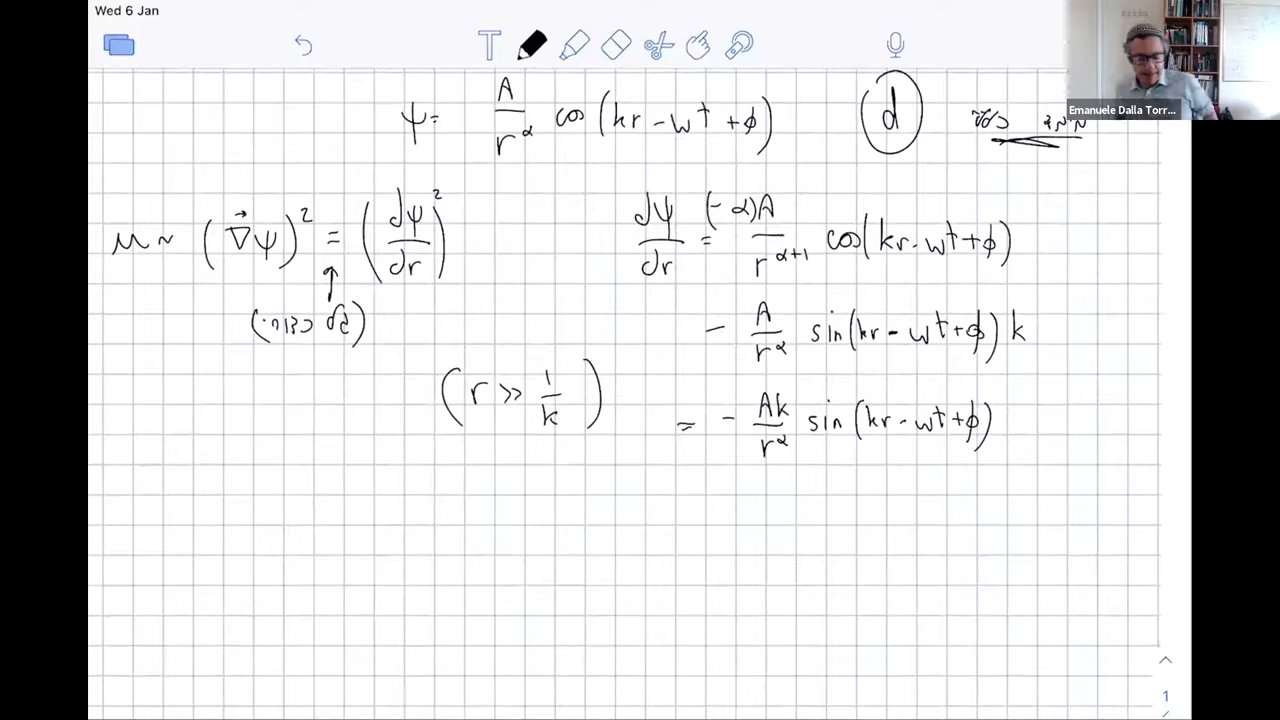 Wed 6 Jan
T
ψ= A/r^α cos(kr-ωt+φ) d
Emanuele Dalla Torr...
u~ (∇⃗ψ)² = (dψ/dr)² dψ/dr = (-α)A/r^(α+1) cos(kr-ωt+φ)
- A/r^α sin(kr-ωt+φ) k
(r >> 1/k) ≈ - Ak/r^α sin(kr-ωt+φ)
1